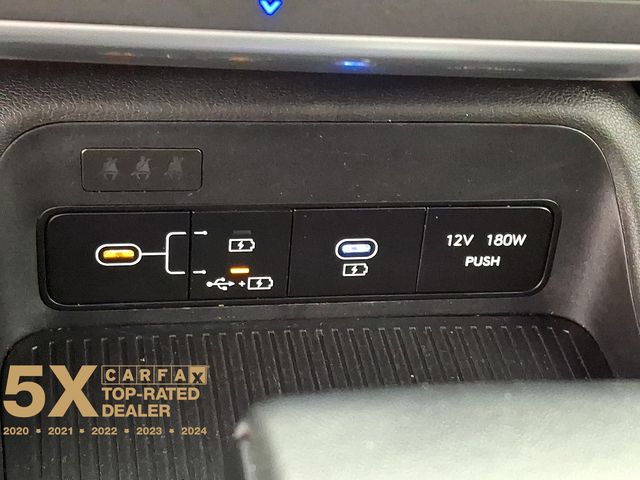 12V 180W
PUSH
5X CARFAX
TOP-RATED
DEALER
2020 • 2021 • 2022 • 2023 • 2024